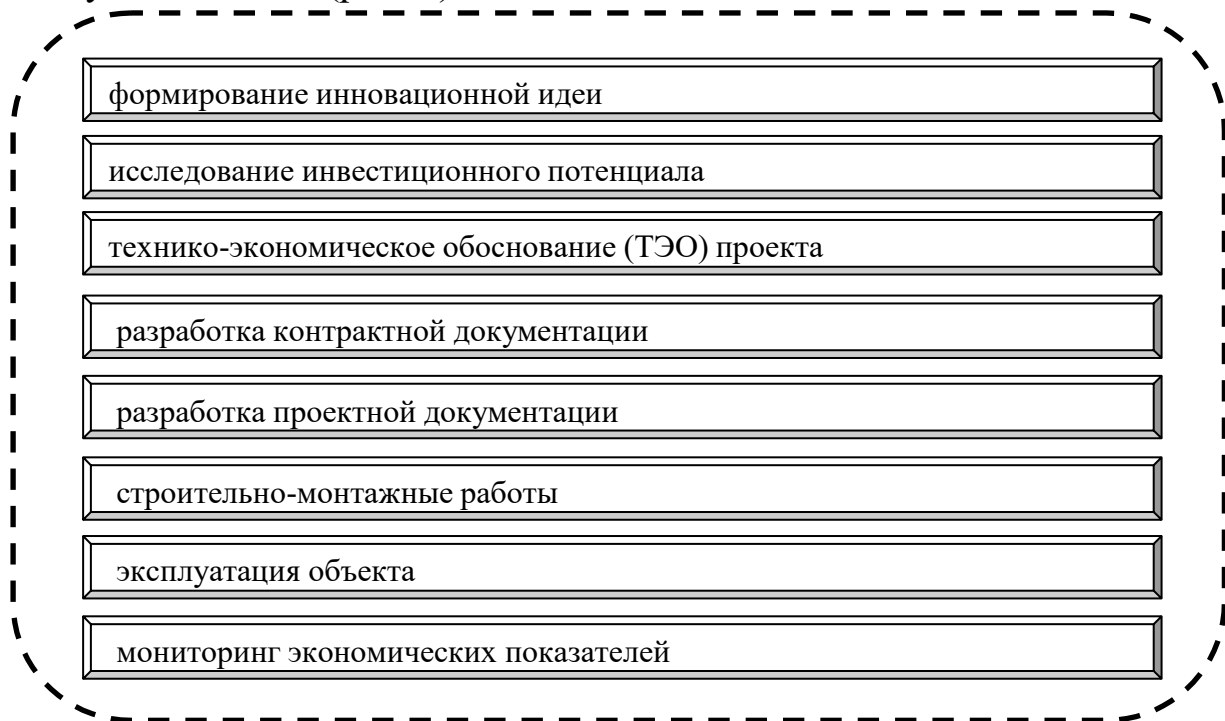 формирование инновационной идеи
исследование инвестиционного потенциала
технико-экономическое обоснование (ТЭО) проекта
разработка контрактной документации
разработка проектной документации
строительно-монтажные работы
эксплуатация объекта
мониторинг экономических показателей